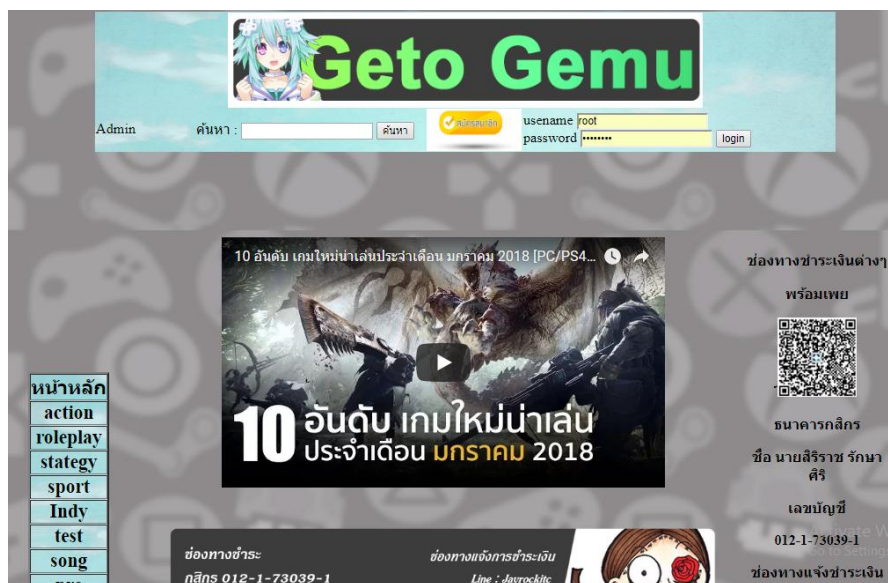 Geto Gemu
Admin
ค้นหา :
ค้นหา
สมัครสมาชิก
usename root
password ••••••••
login
10 อันดับ เกมใหม่น่าเล่นประจำเดือน มกราคม 2018 [PC/PS4...
10 อันดับ เกมใหม่น่าเล่น
ประจำเดือน มกราคม 2018
หน้าหลัก
action
roleplay
stategy
sport
Indy
test
song
ช่องทางชำระเงินต่างๆ
พร้อมเพย
ธนาคารกสิกร
ชื่อ นายสิริราช รักษา
ศิริ
เลขบัญชี
012-1-73039-1
ช่องทางแจ้งชำระเงิน
ช่องทางชำระ
กสิกร 012-1-73039-1
ช่องทางแจ้งการชำระเงิน
Line : Jayrockitc